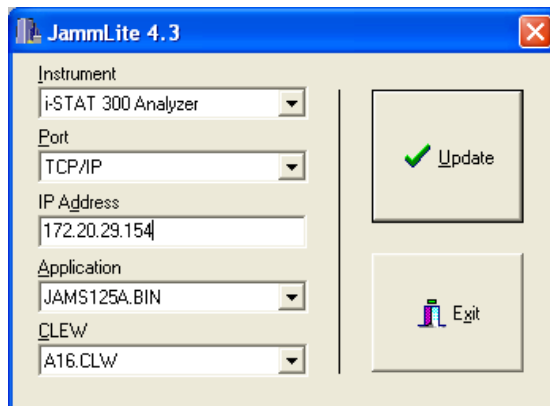 JammLite 4.3
Instrument
i-STAT 300 Analyzer
Port
TCP/IP
IP Address
172.20.29.154
Application
JAMS125A.BIN
CLEW
A16.CLW
Update
Exit